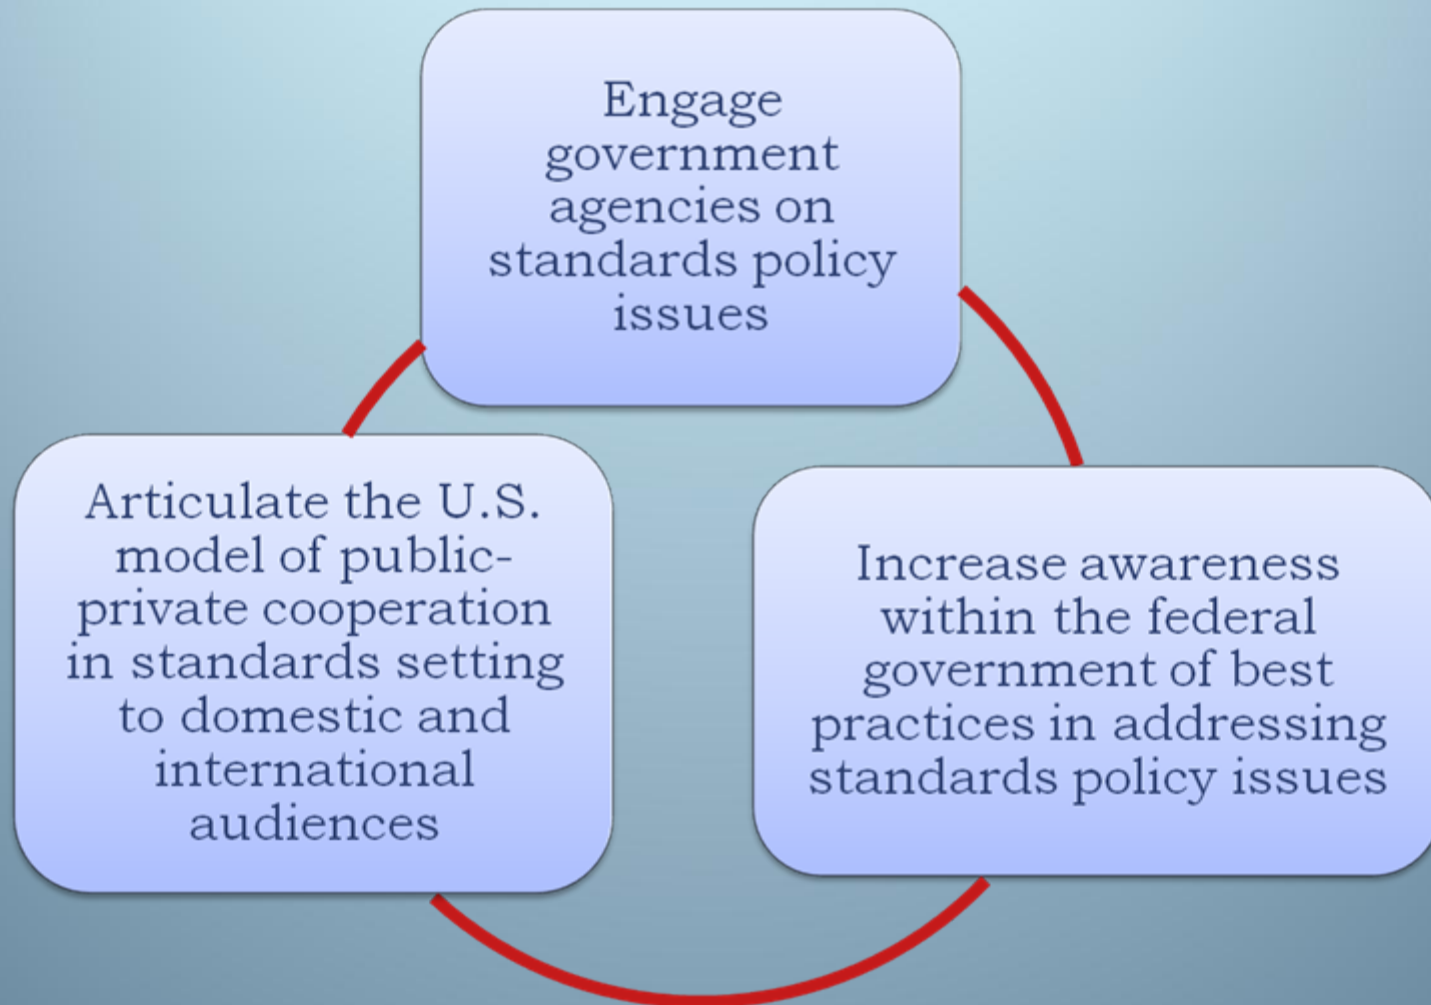 Engage
government
agencies on
standards policy
issues
Articulate the U.S.
model of public-
private cooperation
in standards setting
to domestic and
international
audiences
Increase awareness
within the federal
government of best
practices in addressing
standards policy issues